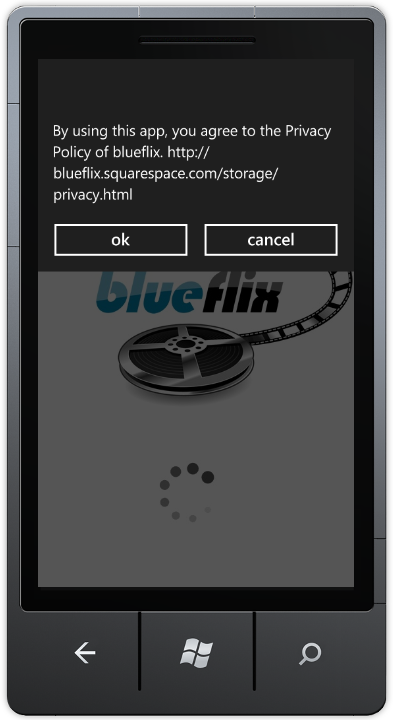 By using this app, you agree to the Privacy
Policy of blueflix. http://
blueflix.squarespace.com/storage/
privacy.html
ok cancel
blueflix